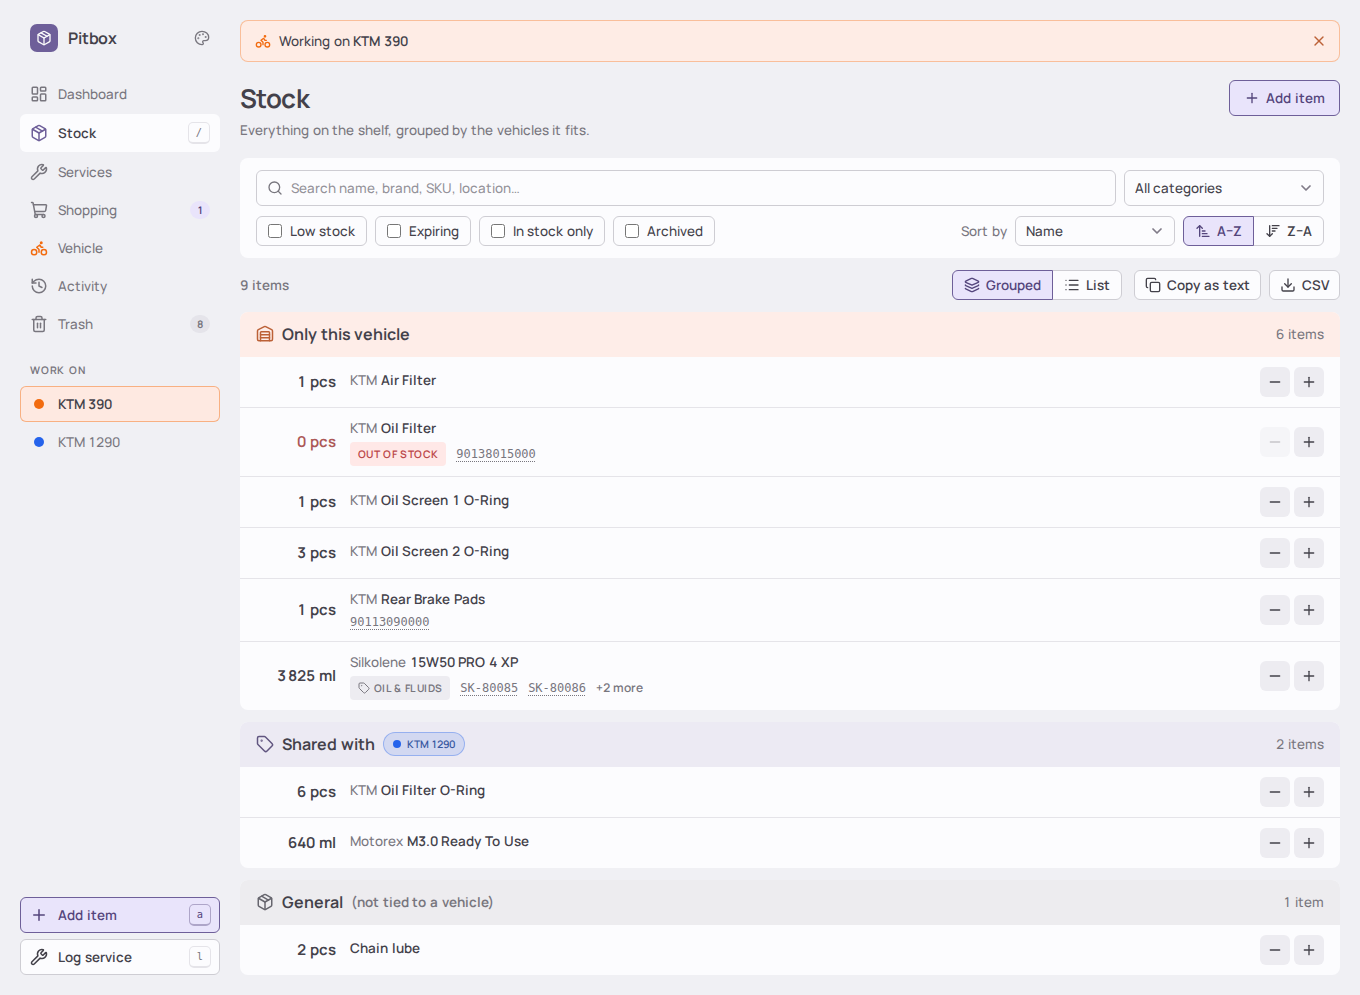 Pitbox
Dashboard
Stock /
Services
Shopping 1
Vehicle
Activity
Trash 8
WORK ON
KTM 390
KTM 1290
Add item a
Log service l
Working on KTM 390
Stock
Add item
Everything on the shelf, grouped by the vehicles it fits.
Search name, brand, SKU, location...
All categories
Low stock Expiring In stock only Archived Sort by Name A-Z Z-A
9 items Grouped List Copy as text CSV
Only this vehicle 6 items
1 pcs KTM Air Filter
0 pcs KTM Oil Filter
OUT OF STOCK 90138015000
1 pcs KTM Oil Screen 1 O-Ring
3 pcs KTM Oil Screen 2 O-Ring
1 pcs KTM Rear Brake Pads
90113090000
3 825 ml Silkolene 15W50 PRO 4 XP
OIL & FLUIDS SK-80085 SK-80086 +2 more
Shared with KTM 1290 2 items
6 pcs KTM Oil Filter O-Ring
640 ml Motorex M3.0 Ready To Use
General (not tied to a vehicle) 1 item
2 pcs Chain lube